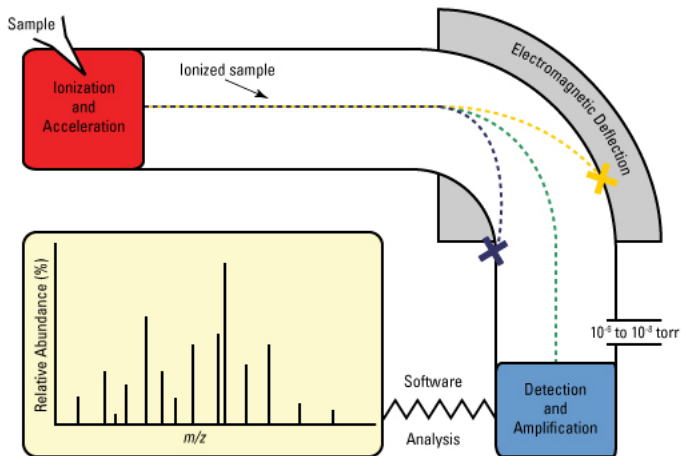 Sample
Ionization
and
Acceleration
Ionized sample
Electromagnetic Deflection
10⁻⁶ to 10⁻⁸ torr
Relative Abundance (%)
m/z
Software
Analysis
Detection
and
Amplification